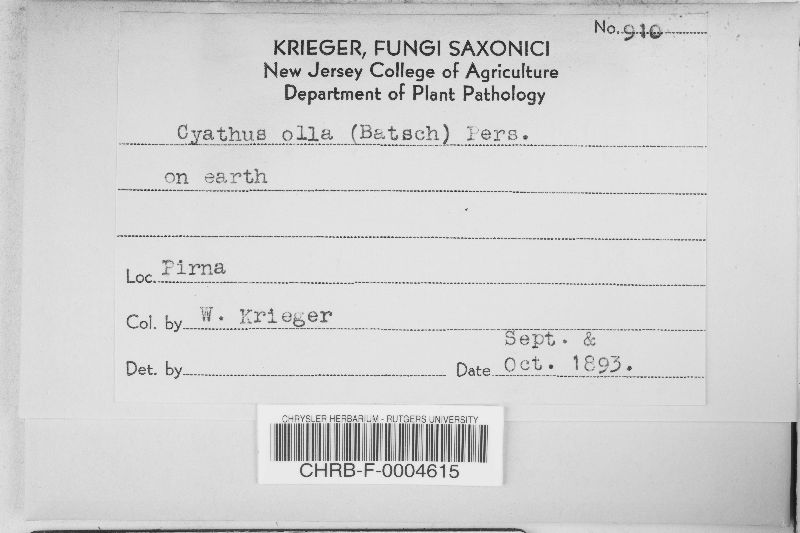 No. 910
KRIEGER, FUNGI SAXONICI
New Jersey College of Agriculture
Department of Plant Pathology
Cyathus olla (Batsch) Pers.
on earth
Loc. Pirna
Col. by W. Krieger
Sept. &
Det. by Date Oct. 1893.
CHRYSLER HERBARIUM - RUTGERS UNIVERSITY
CHRB-F-0004615